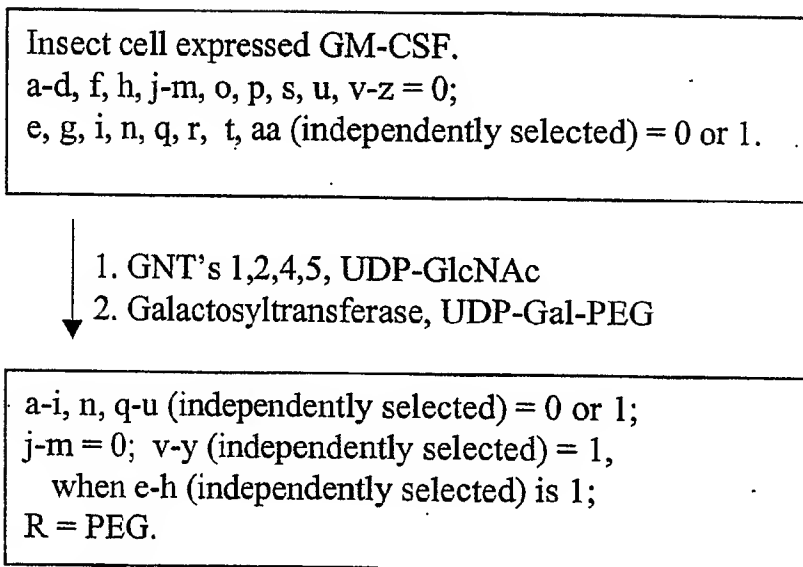 Insect cell expressed GM-CSF.
a-d, f, h, j-m, o, p, s, u, v-z = 0;
e, g, i, n, q, r, t, aa (independently selected) = 0 or 1.
1. GNT's 1,2,4,5, UDP-GlcNAc
2. Galactosyltransferase, UDP-Gal-PEG
a-i, n, q-u (independently selected) = 0 or 1;
j-m = 0; v-y (independently selected) = 1,
when e-h (independently selected) is 1;
R = PEG.